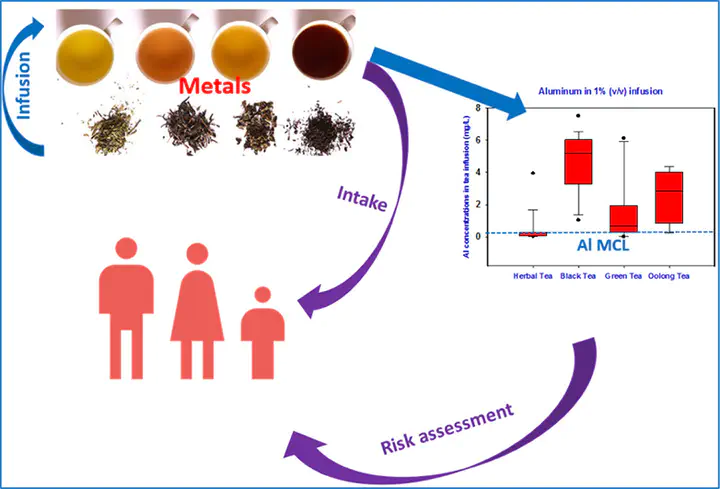 Infusion
Metals
Intake
Aluminum in 1% (v/v) infusion
Al concentrations in tea infusion (mg/L)
8
6
4
2
0
Al MCL
Herbal Tea Black Tea Green Tea Oolong Tea
Risk assessment